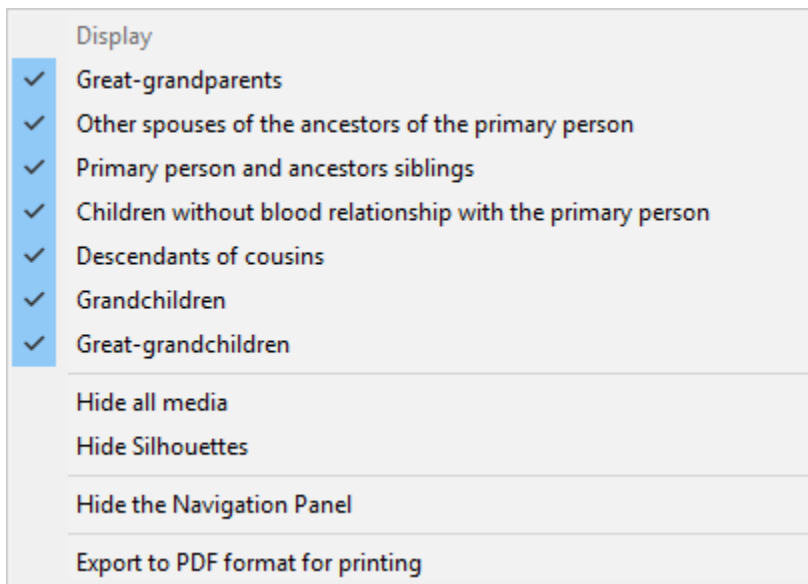 Display
Great-grandparents
Other spouses of the ancestors of the primary person
Primary person and ancestors siblings
Children without blood relationship with the primary person
Descendants of cousins
Grandchildren
Great-grandchildren
Hide all media
Hide Silhouettes
Hide the Navigation Panel
Export to PDF format for printing